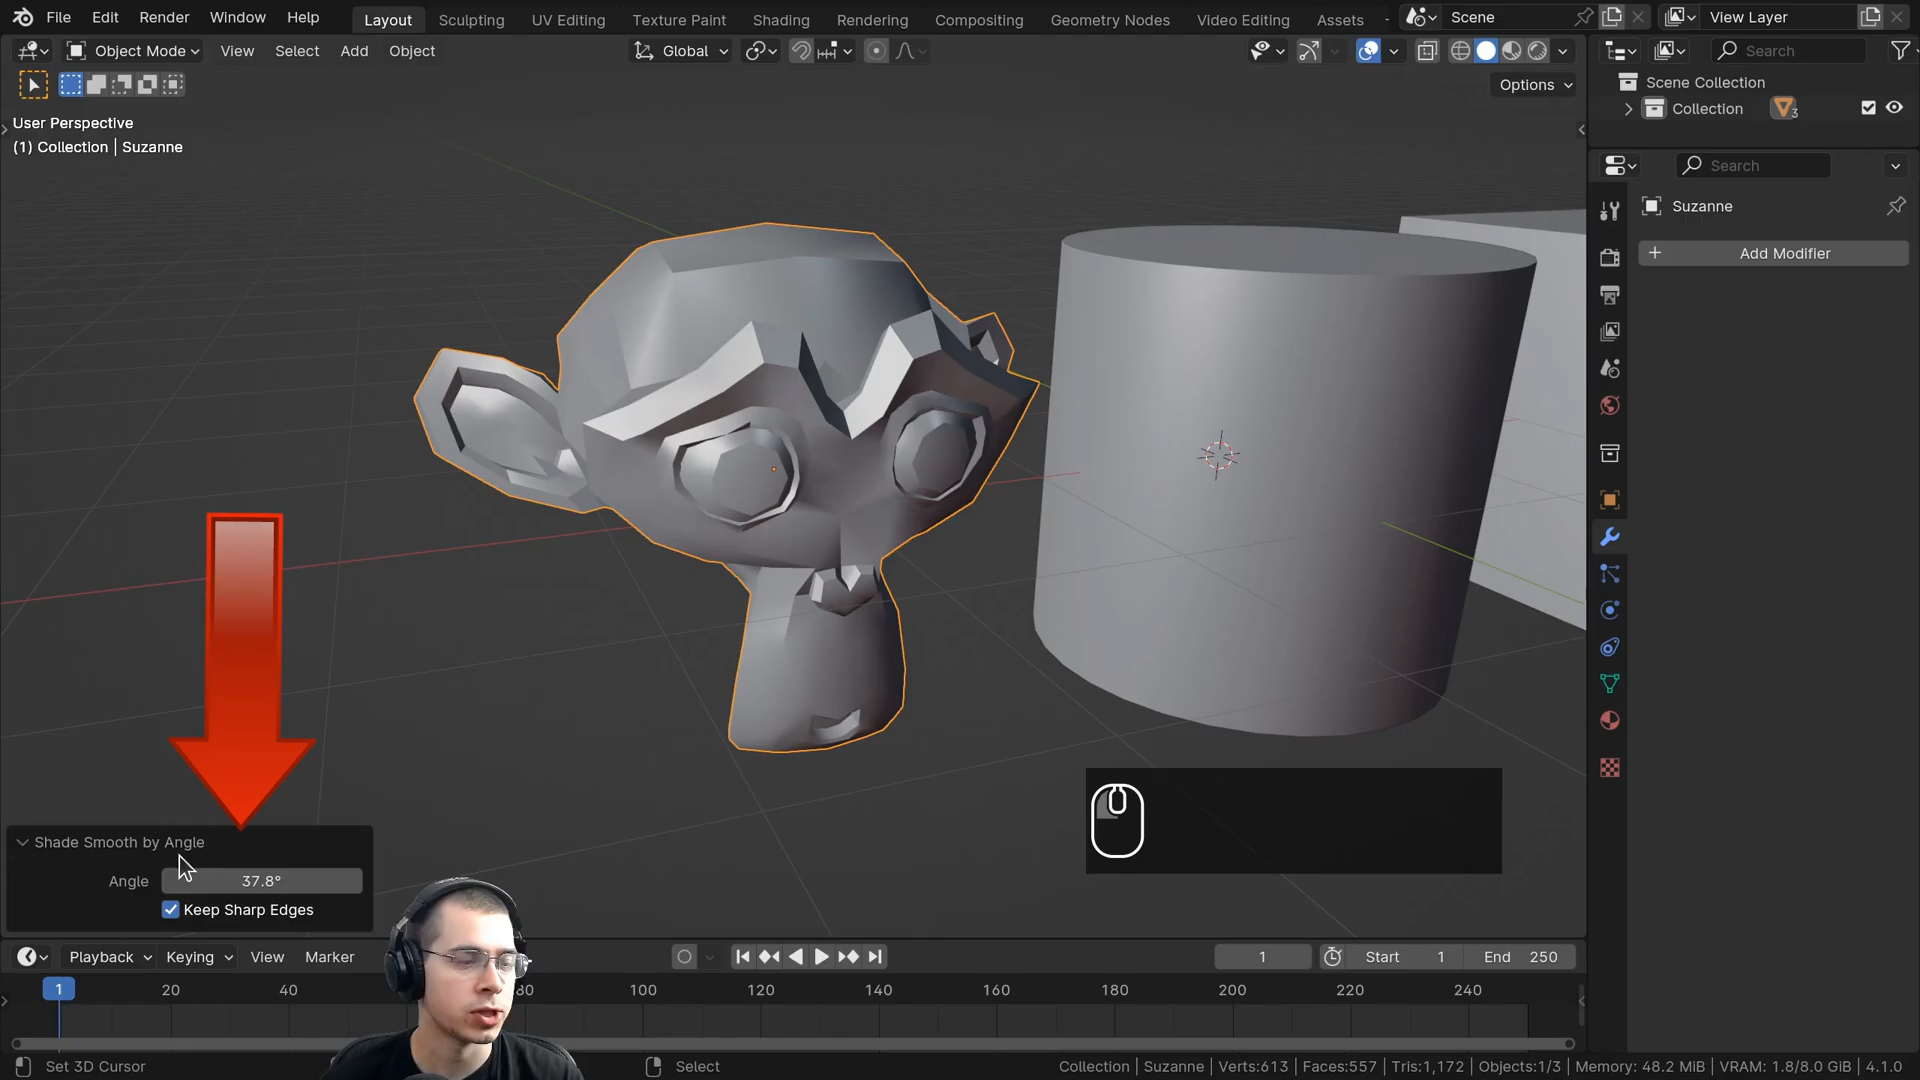 File Edit Render Window Help Layout Sculpting UV Editing Texture Paint Shading Rendering Compositing Geometry Nodes Video Editing Assets Scene View Layer
Object Mode View Select Add Object Global Search
Options
User Perspective
(1) Collection | Suzanne
Scene Collection
Collection 3
Search
Suzanne
Add Modifier
Shade Smooth by Angle
Angle 37.8°
Keep Sharp Edges
Playback Keying View Marker 1 Start 1 End 250
1 20 40 80 100 120 140 160 180 200 220 240
Set 3D Cursor Select Collection | Suzanne | Verts:613 | Faces:557 | Tris:1,172 | Objects:1/3 | Memory: 48.2 MiB | VRAM: 1.8/8.0 GiB | 4.1.0